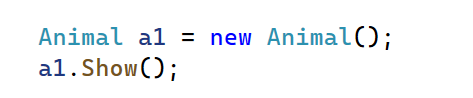 Animal a1 = new Animal();
a1.Show();